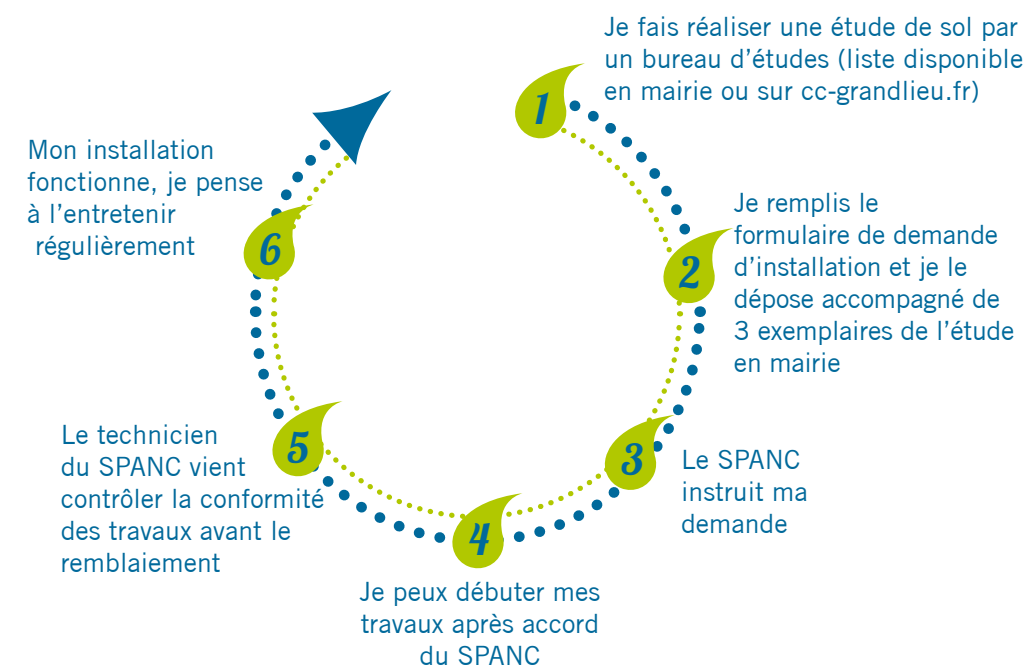 1
Je fais réaliser une étude de sol par
un bureau d’études (liste disponible
en mairie ou sur cc-grandlieu.fr)
2
Je remplis le
formulaire de demande
d’installation et je le
dépose accompagné de
3 exemplaires de l’étude
en mairie
3
Le SPANC
instruit ma
demande
4
Je peux débuter mes
travaux après accord
du SPANC
5
Le technicien
du SPANC vient
contrôler la conformité
des travaux avant le
remblaiement
6
Mon installation
fonctionne, je pense
à l’entretenir
régulièrement